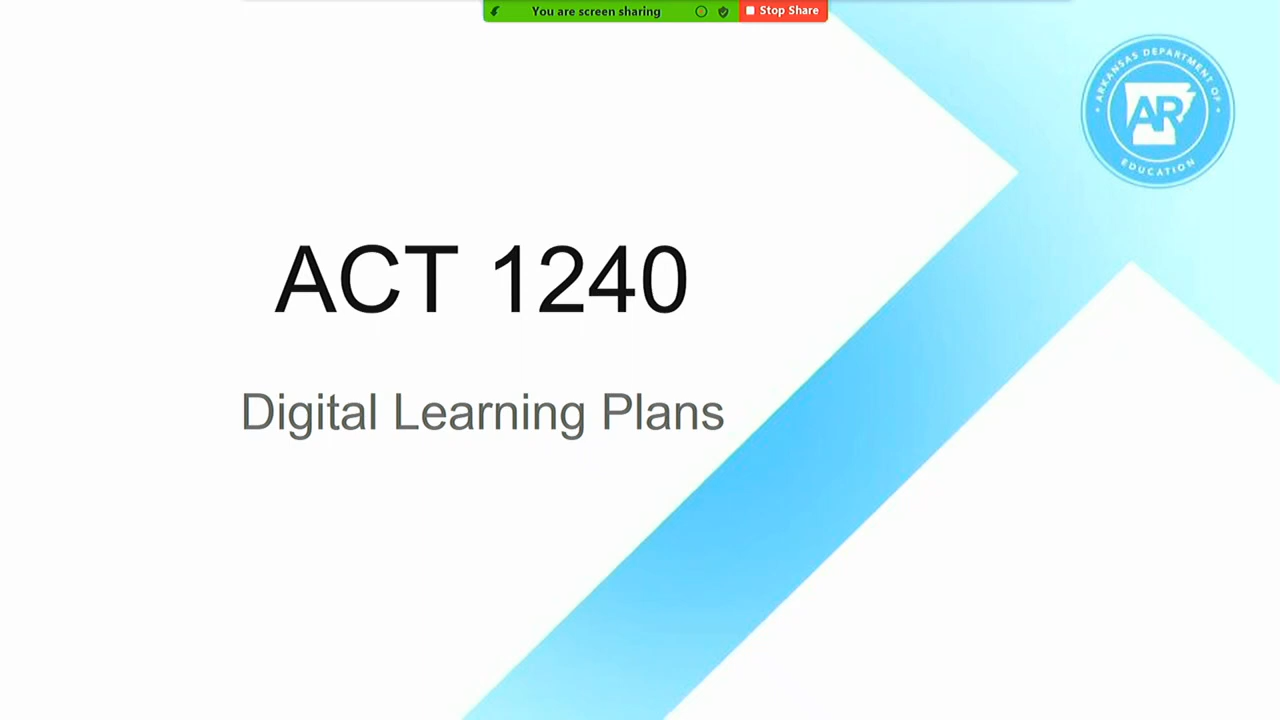 You are screen sharing
Stop Share
ARKANSAS DEPARTMENT OF
AR
EDUCATION
ACT 1240
Digital Learning Plans